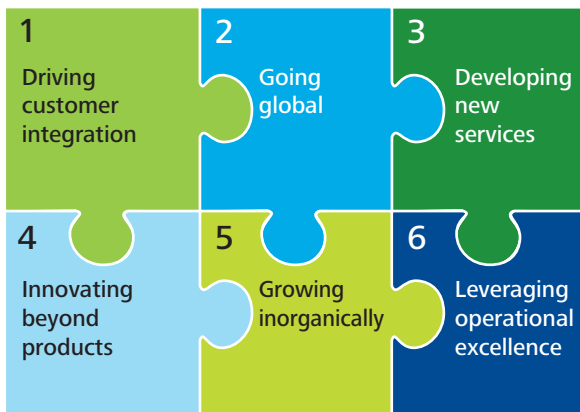 1
Driving
customer
integration
2
Going
global
3
Developing
new
services
4
Innovating
beyond
products
5
Growing
inorganically
6
Leveraging
operational
excellence